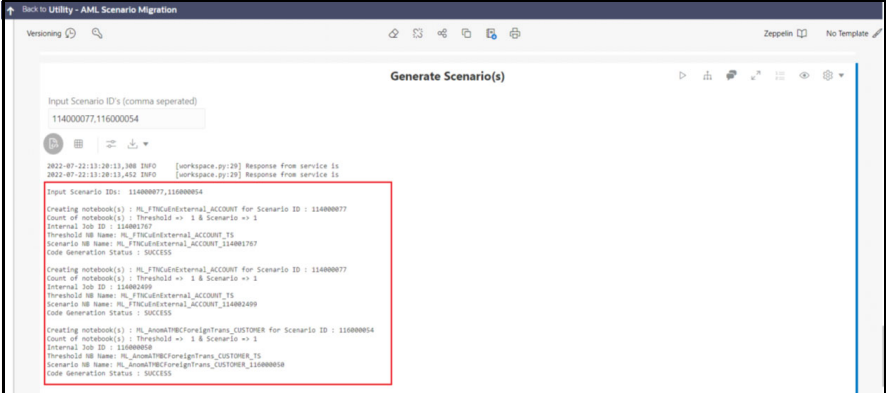 Back to Utility - AML Scenario Migration
Versioning
Zeppelin
No Template
Generate Scenario(s)
Input Scenario ID's (comma seperated)
114000077,116000054
2022-07-22:13:20:13,308 INFO [workspace.py:29] Response from service is
2022-07-22:13:20:13,452 INFO [workspace.py:29] Response from service is
Input Scenario IDs: 114000077,116000054
Creating notebook(s) : ML_FTNCuEnExternal_ACCOUNT for Scenario ID : 114000077
Count of notebook(s) : Threshold => 1 & Scenario => 1
Internal Job ID : 114001767
Threshold NB Name: ML_FTNCuEnExternal_ACCOUNT_TS
Scenario NB Name: ML_FTNCuEnExternal_ACCOUNT_114001767
Code Generation Status : SUCCESS
Creating notebook(s) : ML_FTNCuEnExternal_ACCOUNT for Scenario ID : 114000077
Count of notebook(s) : Threshold => 1 & Scenario => 1
Internal Job ID : 114002499
Threshold NB Name: ML_FTNCuEnExternal_ACCOUNT_TS
Scenario NB Name: ML_FTNCuEnExternal_ACCOUNT_114002499
Code Generation Status : SUCCESS
Creating notebook(s) : ML_AnomATMBCForeignTrans_CUSTOMER for Scenario ID : 116000054
Count of notebook(s) : Threshold => 1 & Scenario => 1
Internal Job ID : 116000050
Threshold NB Name: ML_AnomATMBCForeignTrans_CUSTOMER_TS
Scenario NB Name: ML_AnomATMBCForeignTrans_CUSTOMER_116000050
Code Generation Status : SUCCESS